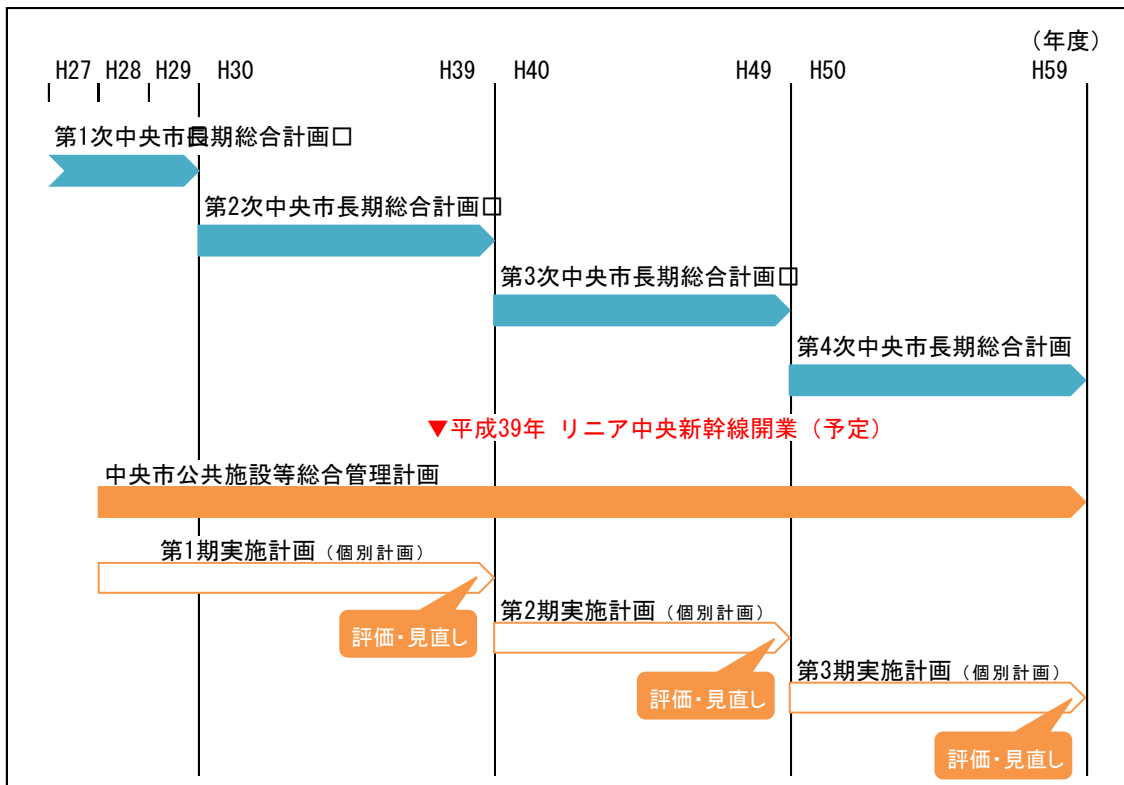 （年度）
H27 H28 H29 H30 H39 H40 H49 H50 H59
第1次中央市長期総合計画□
第2次中央市長期総合計画□
第3次中央市長期総合計画□
第4次中央市長期総合計画
▼平成39年 リニア中央新幹線開業（予定）
中央市公共施設等総合管理計画
第1期実施計画（個別計画）
評価・見直し
第2期実施計画（個別計画）
評価・見直し
第3期実施計画（個別計画）
評価・見直し